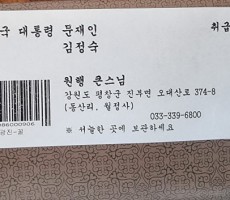 국 대통령 문재인
김정숙
취급
원행 큰스님
강원도 평창군 진부면 오대산로 374-8
(동산리, 월정사)
033-339-6800
※ 서늘한 곳에 보관하세요
86000906